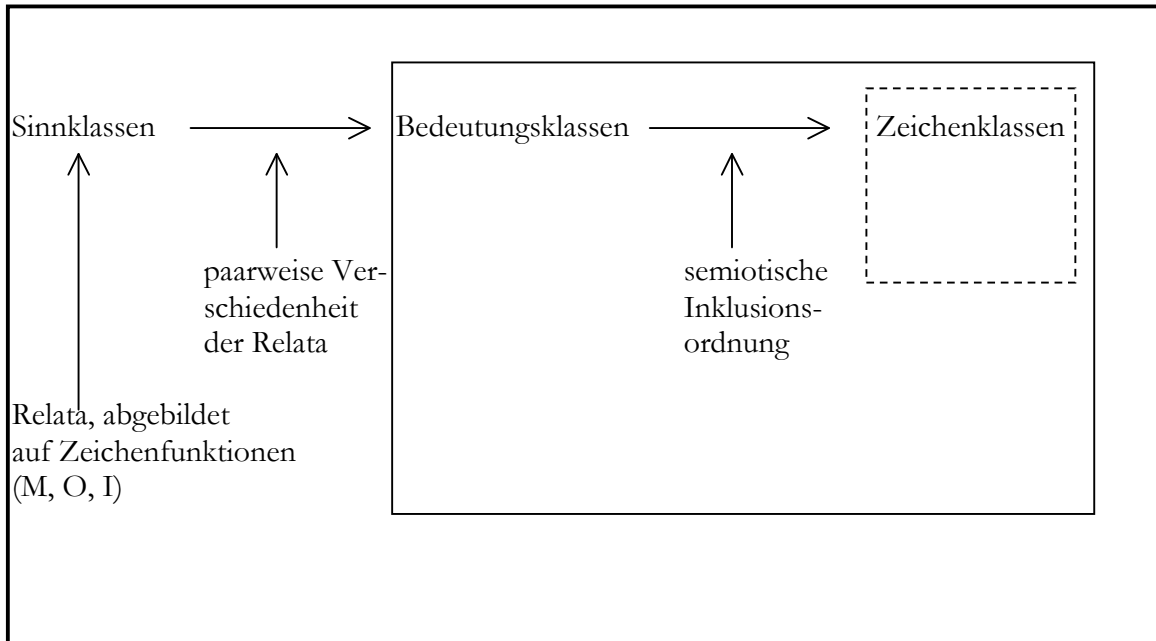 Sinnklassen
Bedeutungsklassen
Zeichenklassen
paarweise Ver-
schiedenheit
der Relata
semiotische
Inklusions-
ordnung
Relata, abgebildet
auf Zeichenfunktionen
(M, O, I)